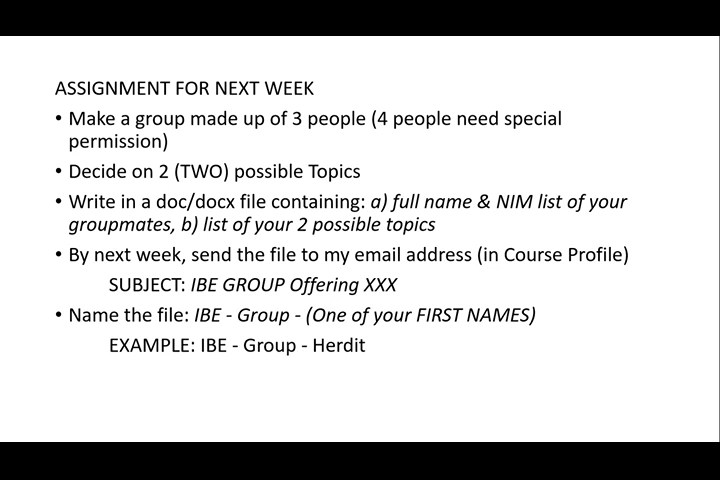 ASSIGNMENT FOR NEXT WEEK
• Make a group made up of 3 people (4 people need special
permission)
• Decide on 2 (TWO) possible Topics
• Write in a doc/docx file containing: a) full name & NIM list of your
groupmates, b) list of your 2 possible topics
• By next week, send the file to my email address (in Course Profile)
SUBJECT: IBE GROUP Offering XXX
• Name the file: IBE - Group - (One of your FIRST NAMES)
EXAMPLE: IBE - Group - Herdit